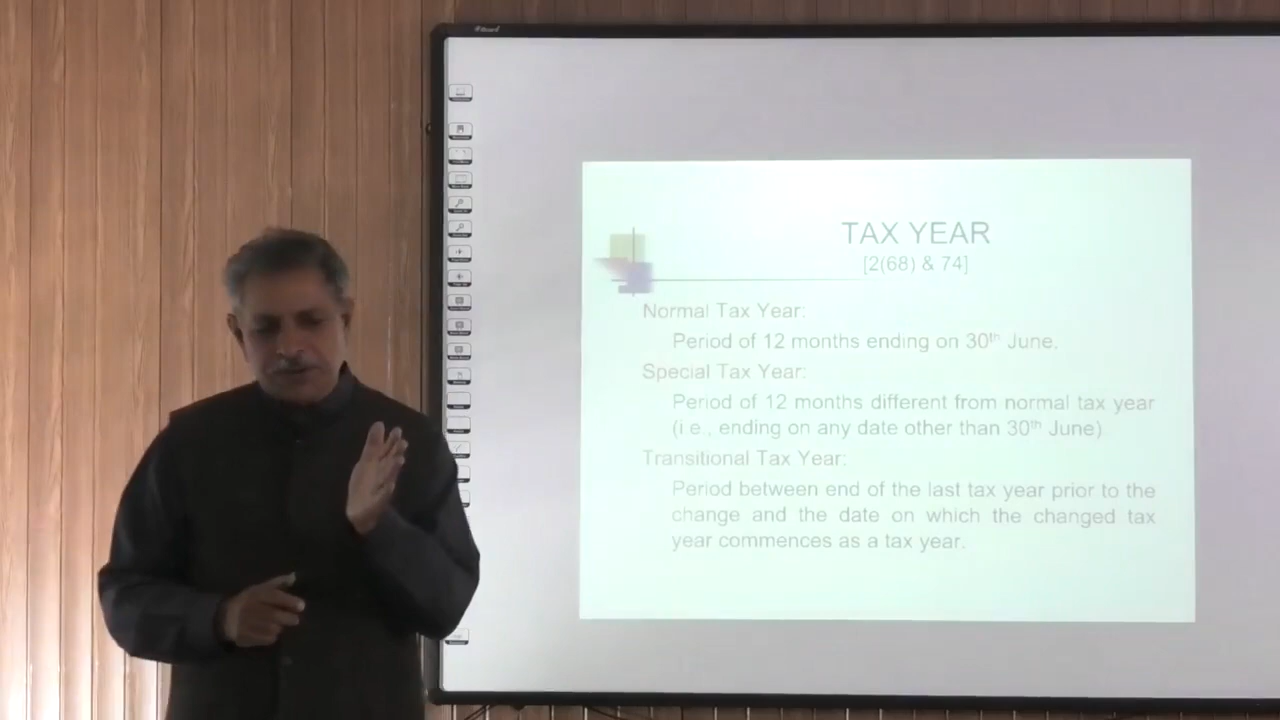 TAX YEAR
[2(68) & 74]
Normal Tax Year:
Period of 12 months ending on 30th June.
Special Tax Year:
Period of 12 months different from normal tax year
(i.e., ending on any date other than 30th June)
Transitional Tax Year:
Period between end of the last tax year prior to the
change and the date on which the changed tax
year commences as a tax year.